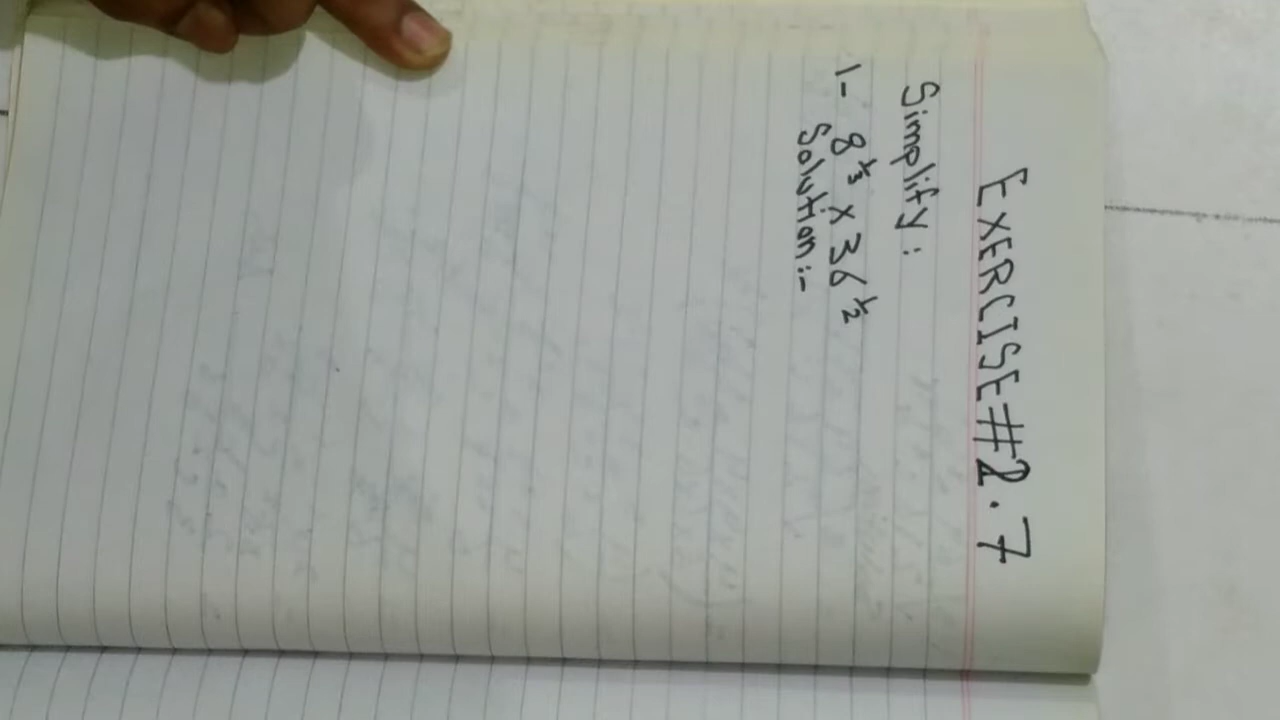 EXERCISE#2.7
Simplify:
1- 8^1/3 x 36^1/2
Solution:-